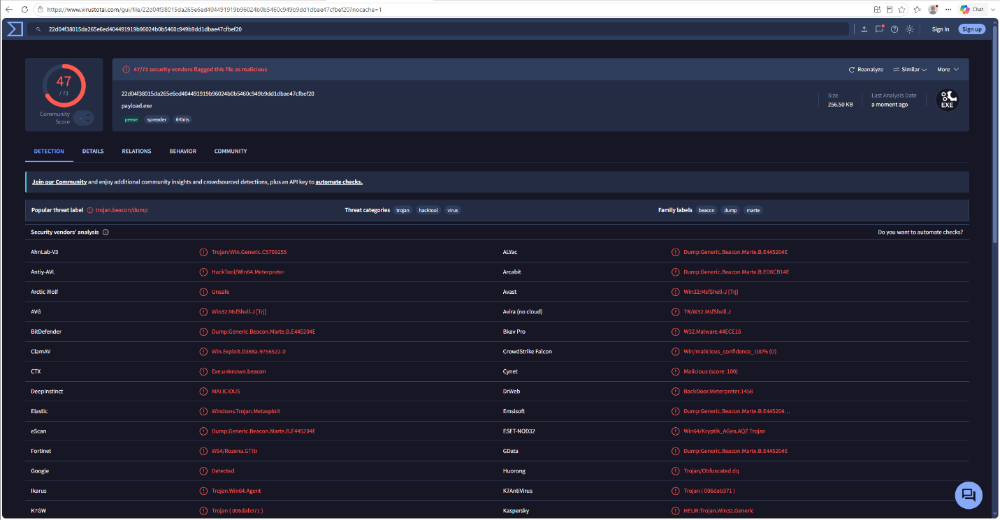 https://www.virustotal.com/gui/file/22d04f38015da265e6ed404491919b96024b0b5460c949b9dd1dbae47cfbef20?nocache=1
Chat
22d04f38015da265e6ed404491919b96024b0b5460c949b9dd1dbae47cfbef20
Sign in
Sign up
47
/ 71
Community
Score
-
47/71 security vendors flagged this file as malicious
Reanalyze
Similar
More
22d04f38015da265e6ed404491919b96024b0b5460c949b9dd1dbae47cfbef20
payload.exe
peexe spreader 64bits
Size
256.50 KB
Last Analysis Date
a moment ago
EXE
DETECTION DETAILS RELATIONS BEHAVIOR COMMUNITY
Join our Community and enjoy additional community insights and crowdsourced detections, plus an API key to automate checks.
Popular threat label trojan.beacon/dump Threat categories trojan hacktool virus Family labels beacon dump marte
Security vendors' analysis Do you want to automate checks?
AhnLab-V3 Trojan/Win.Generic.C5799255 ALYac Dump:Generic.Beacon.Marte.B.E445204E
Antiy-AVL HackTool/Win64.Meterpreter Arcabit Dump:Generic.Beacon.Marte.B.ED6CB14E
Arctic Wolf Unsafe Avast Win32:MsfShell-J [Trj]
AVG Win32:MsfShell-J [Trj] Avira (no cloud) TR/W32.MsfShell.J
BitDefender Dump:Generic.Beacon.Marte.B.E445204E Bkav Pro W32.Malware.44ECE16
ClamAV Win.Exploit.D388a-9756522-0 CrowdStrike Falcon Win/malicious_confidence_100% (D)
CTX Exe.unknown.beacon Cynet Malicious (score: 100)
DeepInstinct MALICIOUS DrWeb BackDoor.Meterpreter.1458
Elastic Windows.Trojan.Metasploit Emsisoft Dump:Generic.Beacon.Marte.B.E445204…
eScan Dump:Generic.Beacon.Marte.B.E445204E ESET-NOD32 Win64/Kryptik_AGen.AQZ Trojan
Fortinet W64/Rozena.GT!tr GData Dump:Generic.Beacon.Marte.B.E445204E
Google Detected Huorong Trojan/Obfuscated.dq
Ikarus Trojan.Win64.Agent K7AntiVirus Trojan ( 006dab371 )
K7GW Trojan ( 006dab371 ) Kaspersky HEUR:Trojan.Win32.Generic